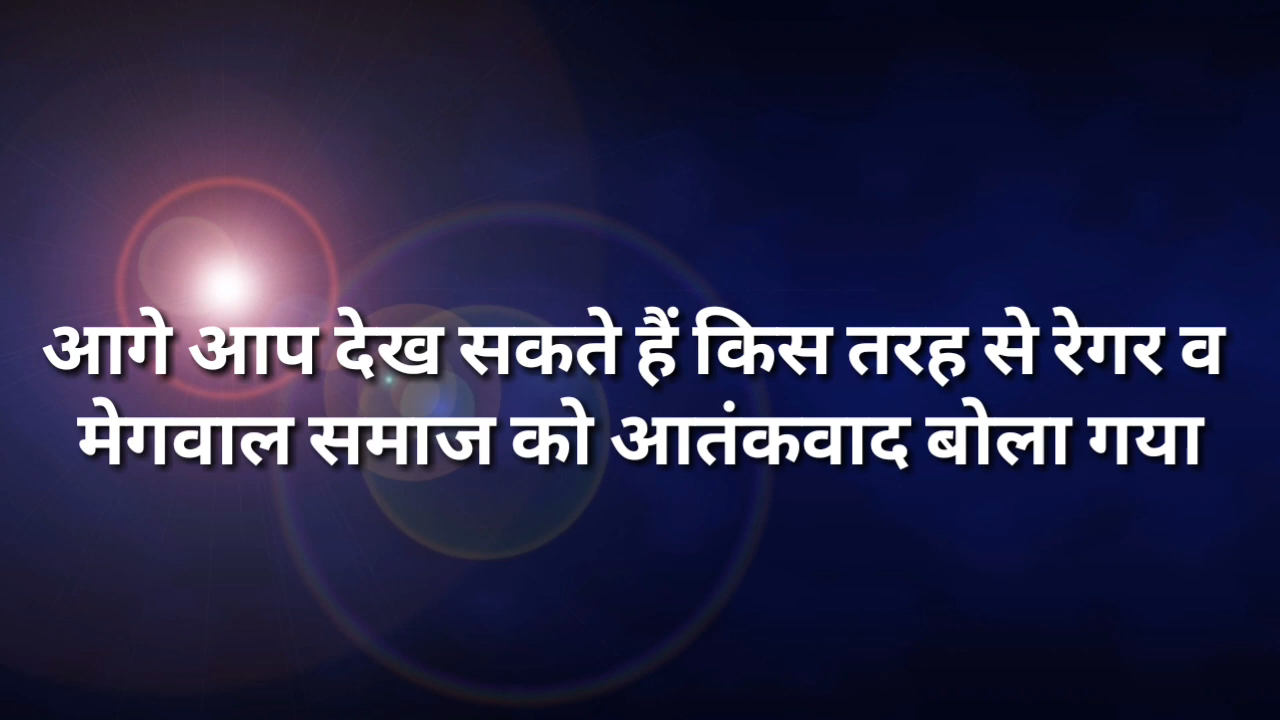 आगे आप देख सकते हैं किस तरह से रेगर व
मेगवाल समाज को आतंकवाद बोला गया